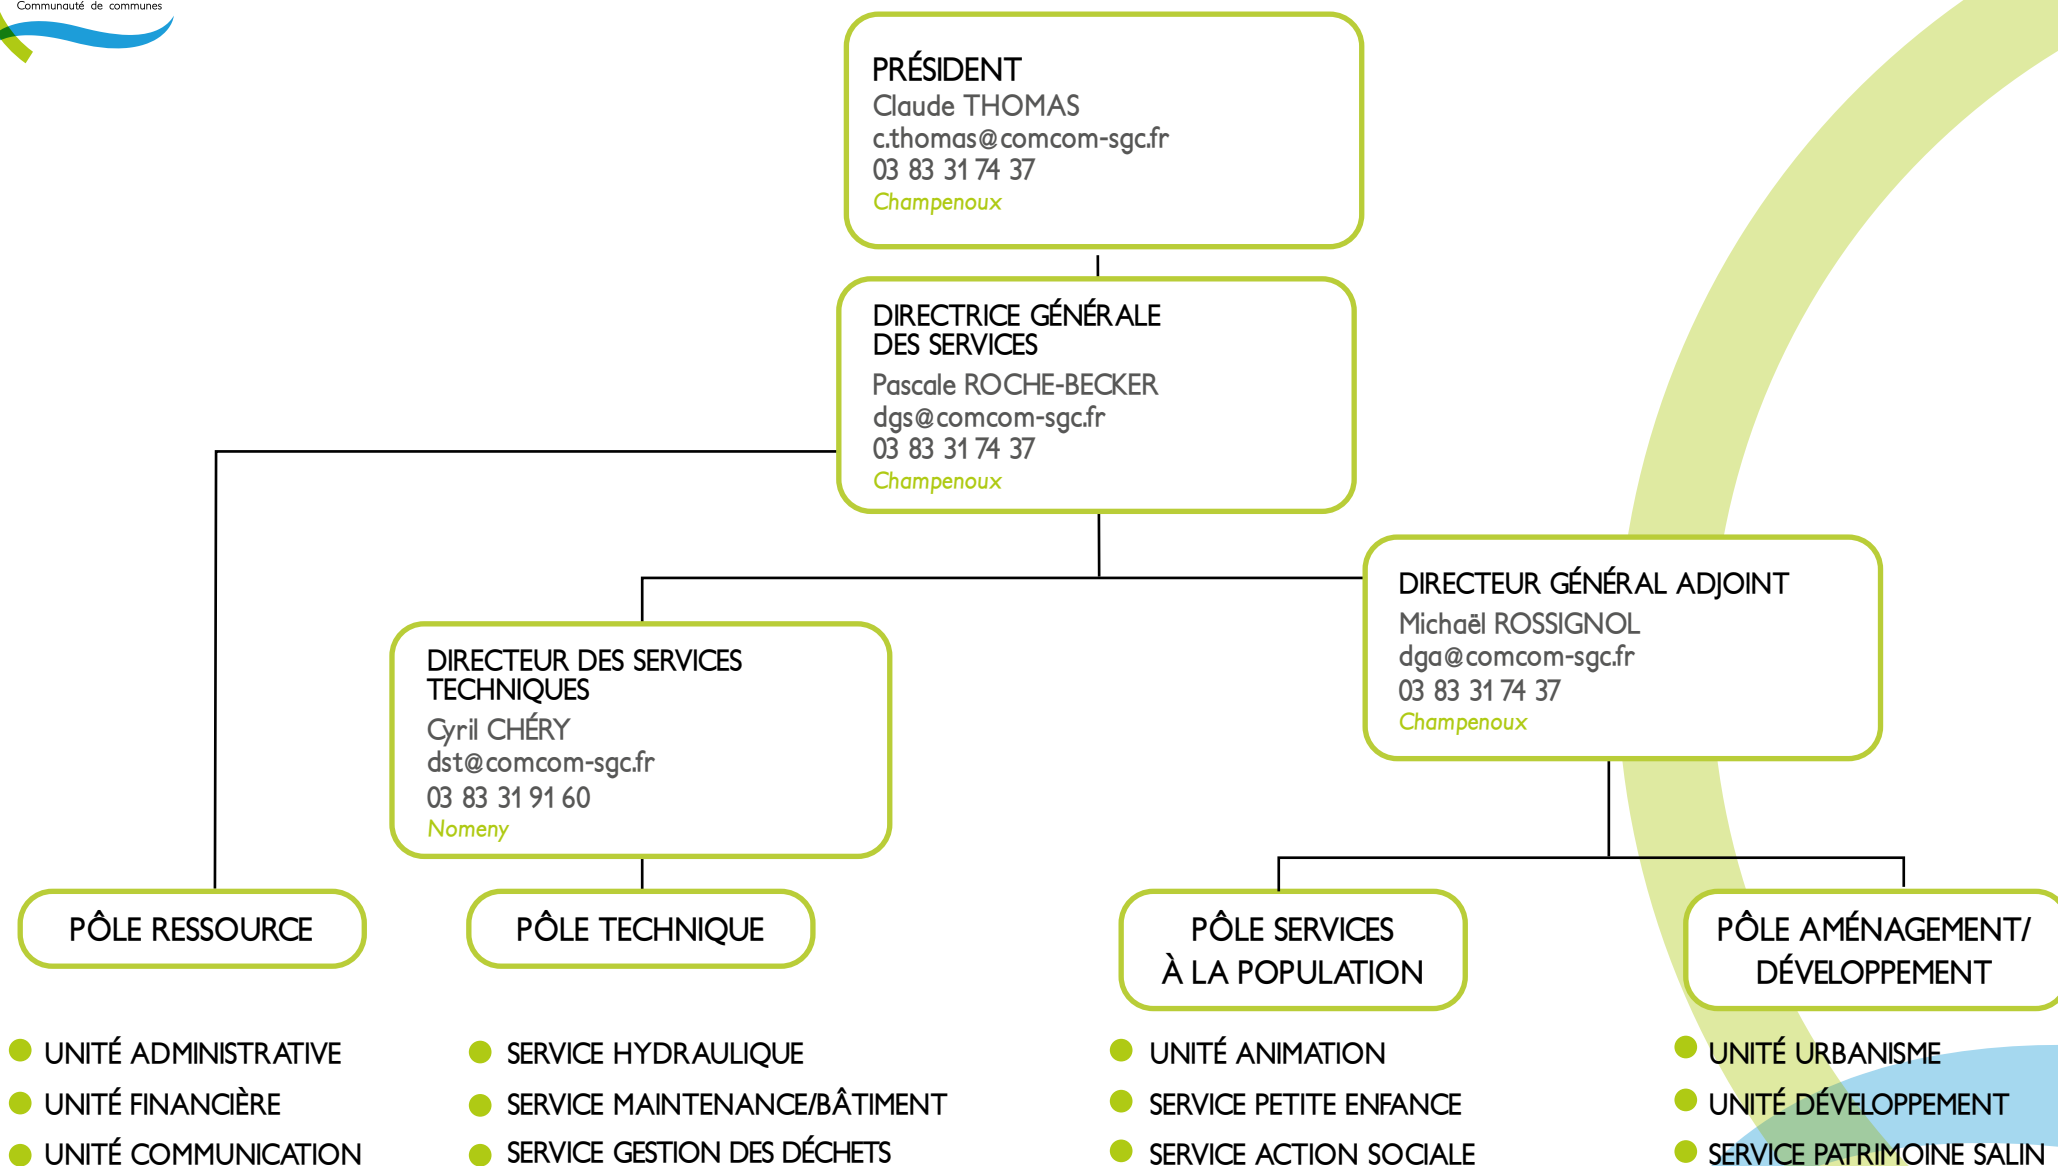 Communauté de communes
PRÉSIDENT
Claude THOMAS
c.thomas@comcom-sgc.fr
03 83 31 74 37
Champenoux
DIRECTRICE GÉNÉRALE
DES SERVICES
Pascale ROCHE-BECKER
dgs@comcom-sgc.fr
03 83 31 74 37
Champenoux
DIRECTEUR GÉNÉRAL ADJOINT
Michaël ROSSIGNOL
dga@comcom-sgc.fr
03 83 31 74 37
Champenoux
DIRECTEUR DES SERVICES
TECHNIQUES
Cyril CHÉRY
dst@comcom-sgc.fr
03 83 31 91 60
Nomeny
PÔLE RESSOURCE
UNITÉ ADMINISTRATIVE
UNITÉ FINANCIÈRE
UNITÉ COMMUNICATION
PÔLE TECHNIQUE
SERVICE HYDRAULIQUE
SERVICE MAINTENANCE/BÂTIMENT
SERVICE GESTION DES DÉCHETS
PÔLE SERVICES
À LA POPULATION
UNITÉ ANIMATION
SERVICE PETITE ENFANCE
SERVICE ACTION SOCIALE
PÔLE AMÉNAGEMENT/
DÉVELOPPEMENT
UNITÉ URBANISME
UNITÉ DÉVELOPPEMENT
SERVICE PATRIMOINE SALIN